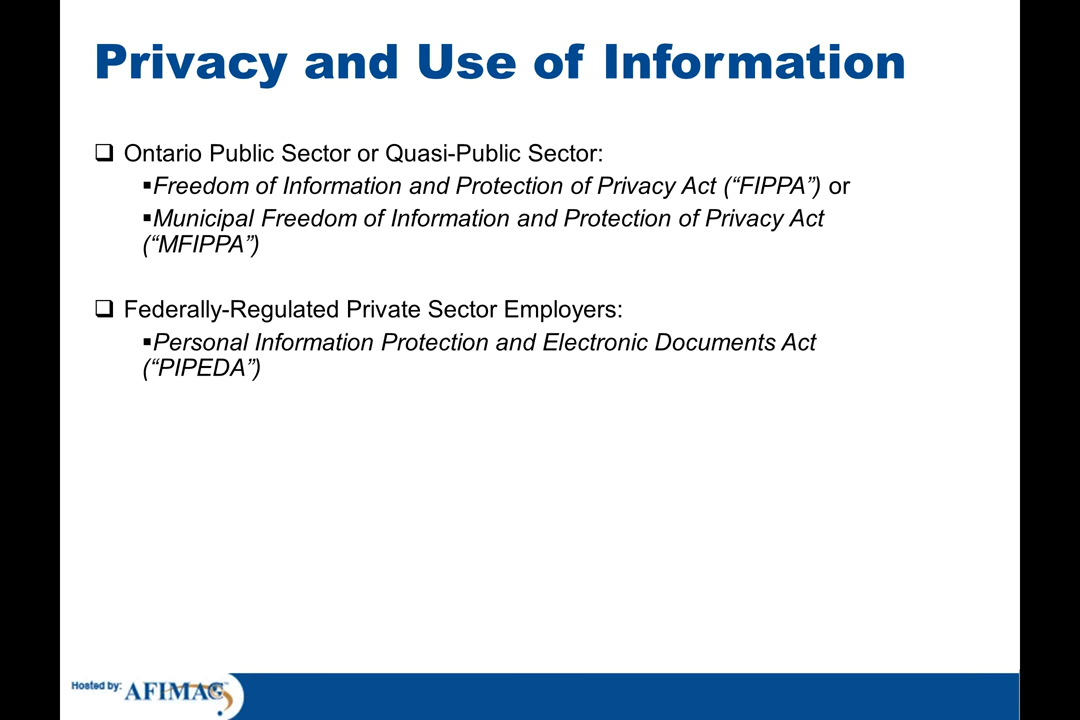 Privacy and Use of Information
❑ Ontario Public Sector or Quasi-Public Sector:
▪Freedom of Information and Protection of Privacy Act (“FIPPA”) or
▪Municipal Freedom of Information and Protection of Privacy Act
(“MFIPPA”)
❑ Federally-Regulated Private Sector Employers:
▪Personal Information Protection and Electronic Documents Act
(“PIPEDA”)
Hosted by: AFIMAC™